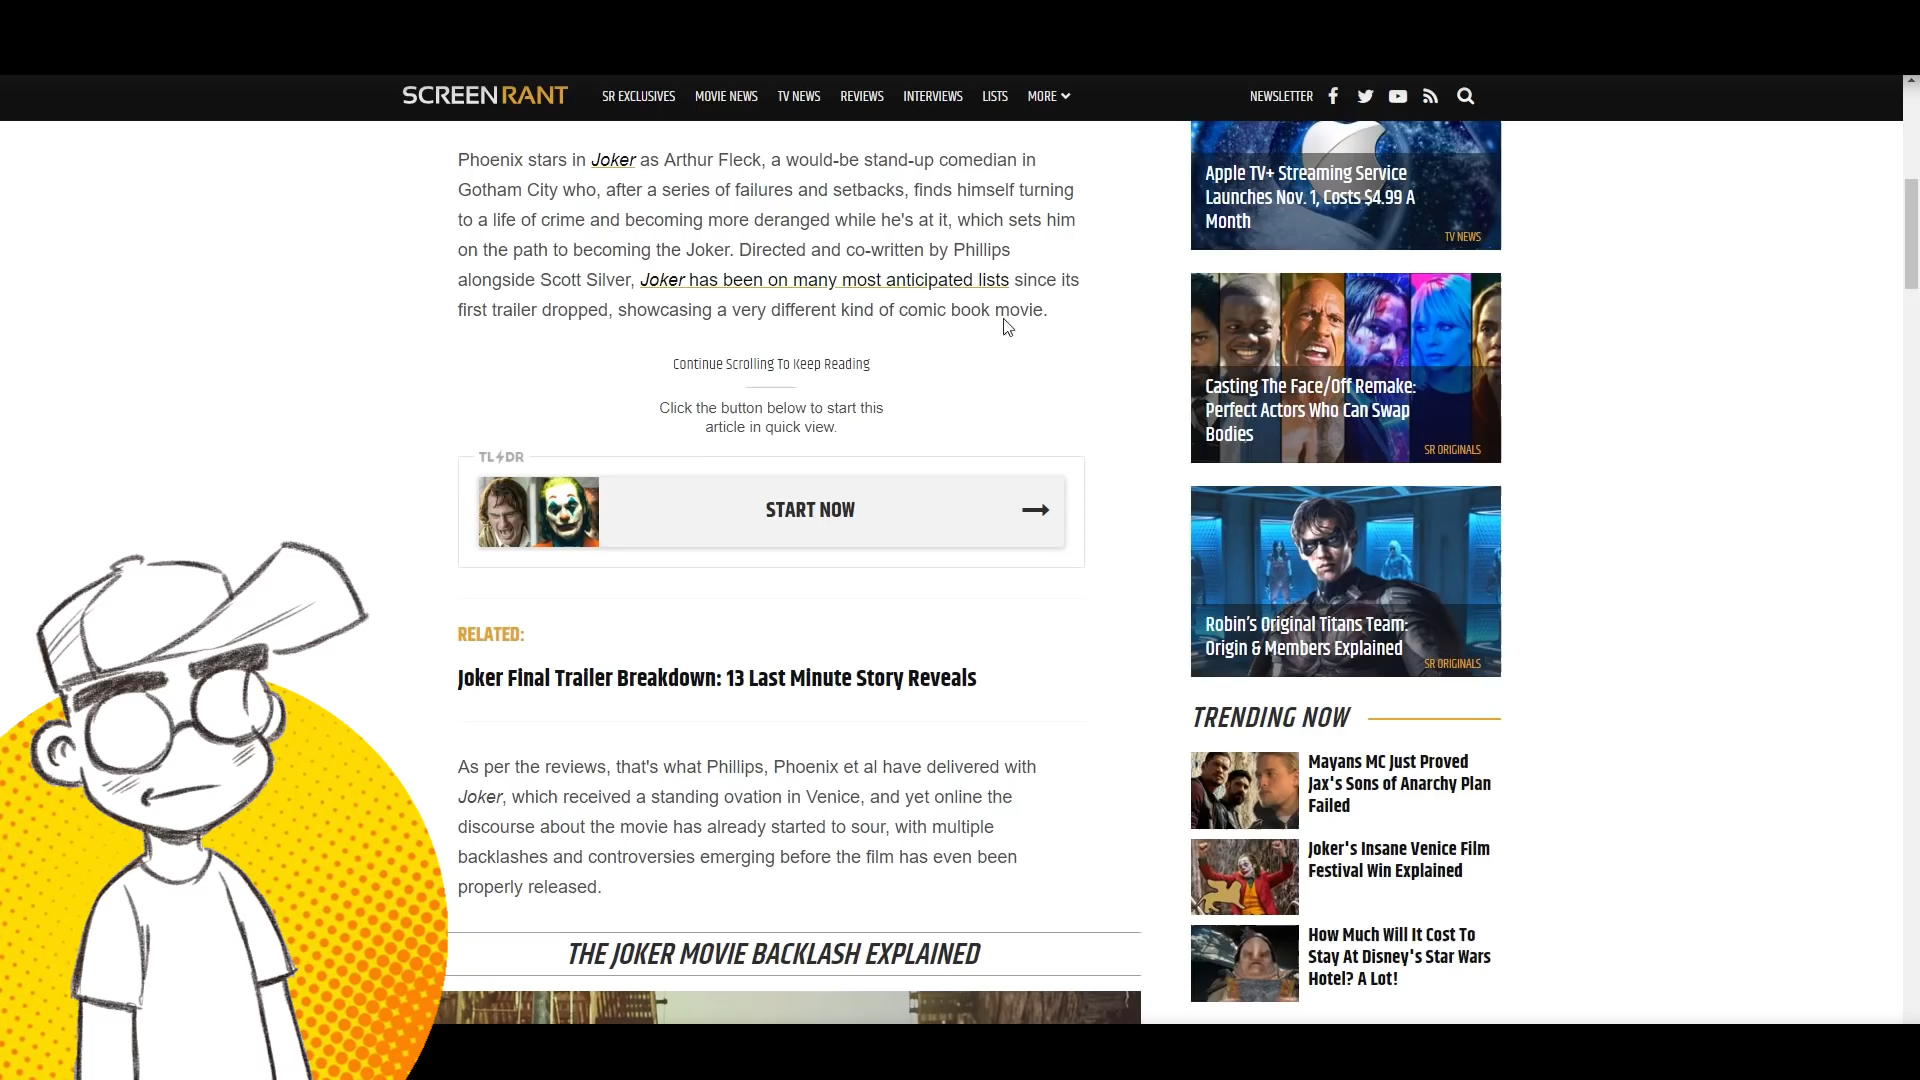 SCREENRANT
SR EXCLUSIVES MOVIE NEWS TV NEWS REVIEWS INTERVIEWS LISTS MORE
NEWSLETTER
Phoenix stars in Joker as Arthur Fleck, a would-be stand-up comedian in
Gotham City who, after a series of failures and setbacks, finds himself turning
to a life of crime and becoming more deranged while he's at it, which sets him
on the path to becoming the Joker. Directed and co-written by Phillips
alongside Scott Silver, Joker has been on many most anticipated lists since its
first trailer dropped, showcasing a very different kind of comic book movie.
Continue Scrolling To Keep Reading
Click the button below to start this
article in quick view.
TL DR
START NOW
RELATED:
Joker Final Trailer Breakdown: 13 Last Minute Story Reveals
As per the reviews, that's what Phillips, Phoenix et al have delivered with
Joker, which received a standing ovation in Venice, and yet online the
discourse about the movie has already started to sour, with multiple
backlashes and controversies emerging before the film has even been
properly released.
THE JOKER MOVIE BACKLASH EXPLAINED
Apple TV+ Streaming Service
Launches Nov. 1, Costs $4.99 A
Month
TV NEWS
Casting The Face/Off Remake:
Perfect Actors Who Can Swap
Bodies
SR ORIGINALS
Robin's Original Titans Team:
Origin & Members Explained
SR ORIGINALS
TRENDING NOW
Mayans MC Just Proved
Jax's Sons of Anarchy Plan
Failed
Joker's Insane Venice Film
Festival Win Explained
How Much Will It Cost To
Stay At Disney's Star Wars
Hotel? A Lot!